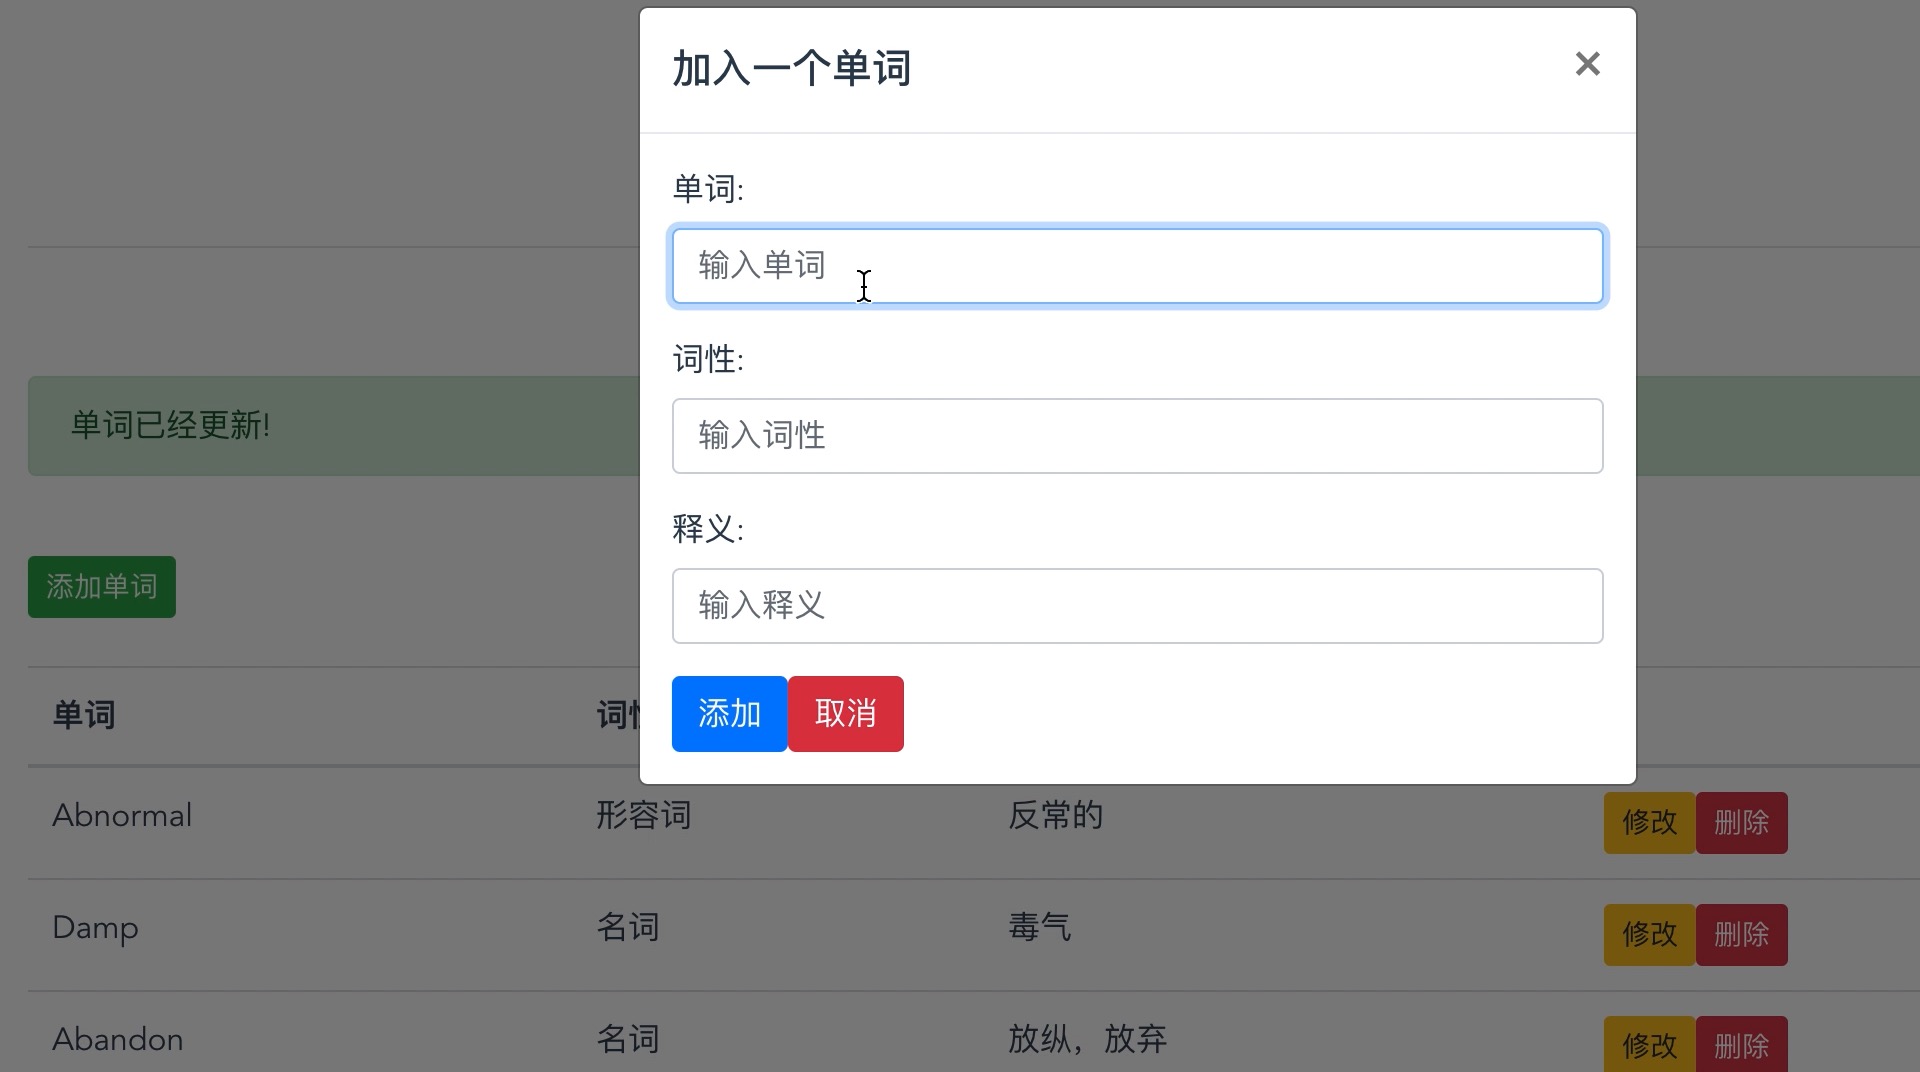 加入一个单词
×
单词:
输入单词
词性:
输入词性
释义:
输入释义
添加 取消
单词已经更新!
添加单词
单词
Abnormal 形容词 反常的 修改 删除
Damp 名词 毒气 修改 删除
Abandon 名词 放纵，放弃 修改 删除